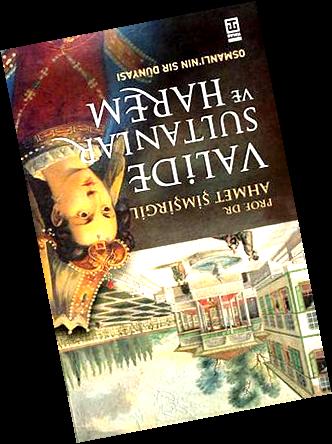 PROF. DR.
AHMET ŞİMŞİRGİL
VALİDE
SULTANLAR
VE HAREM
OSMANLI'NIN SIR DÜNYASI